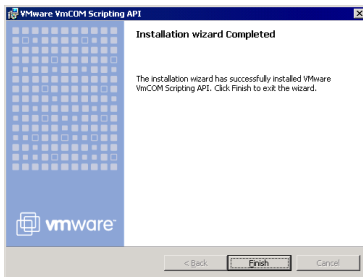 VMware VmCOM Scripting API
Installation wizard Completed
The installation wizard has successfully installed VMware
VmCOM Scripting API. Click Finish to exit the wizard.
vmware™
< Back
Finish
Cancel